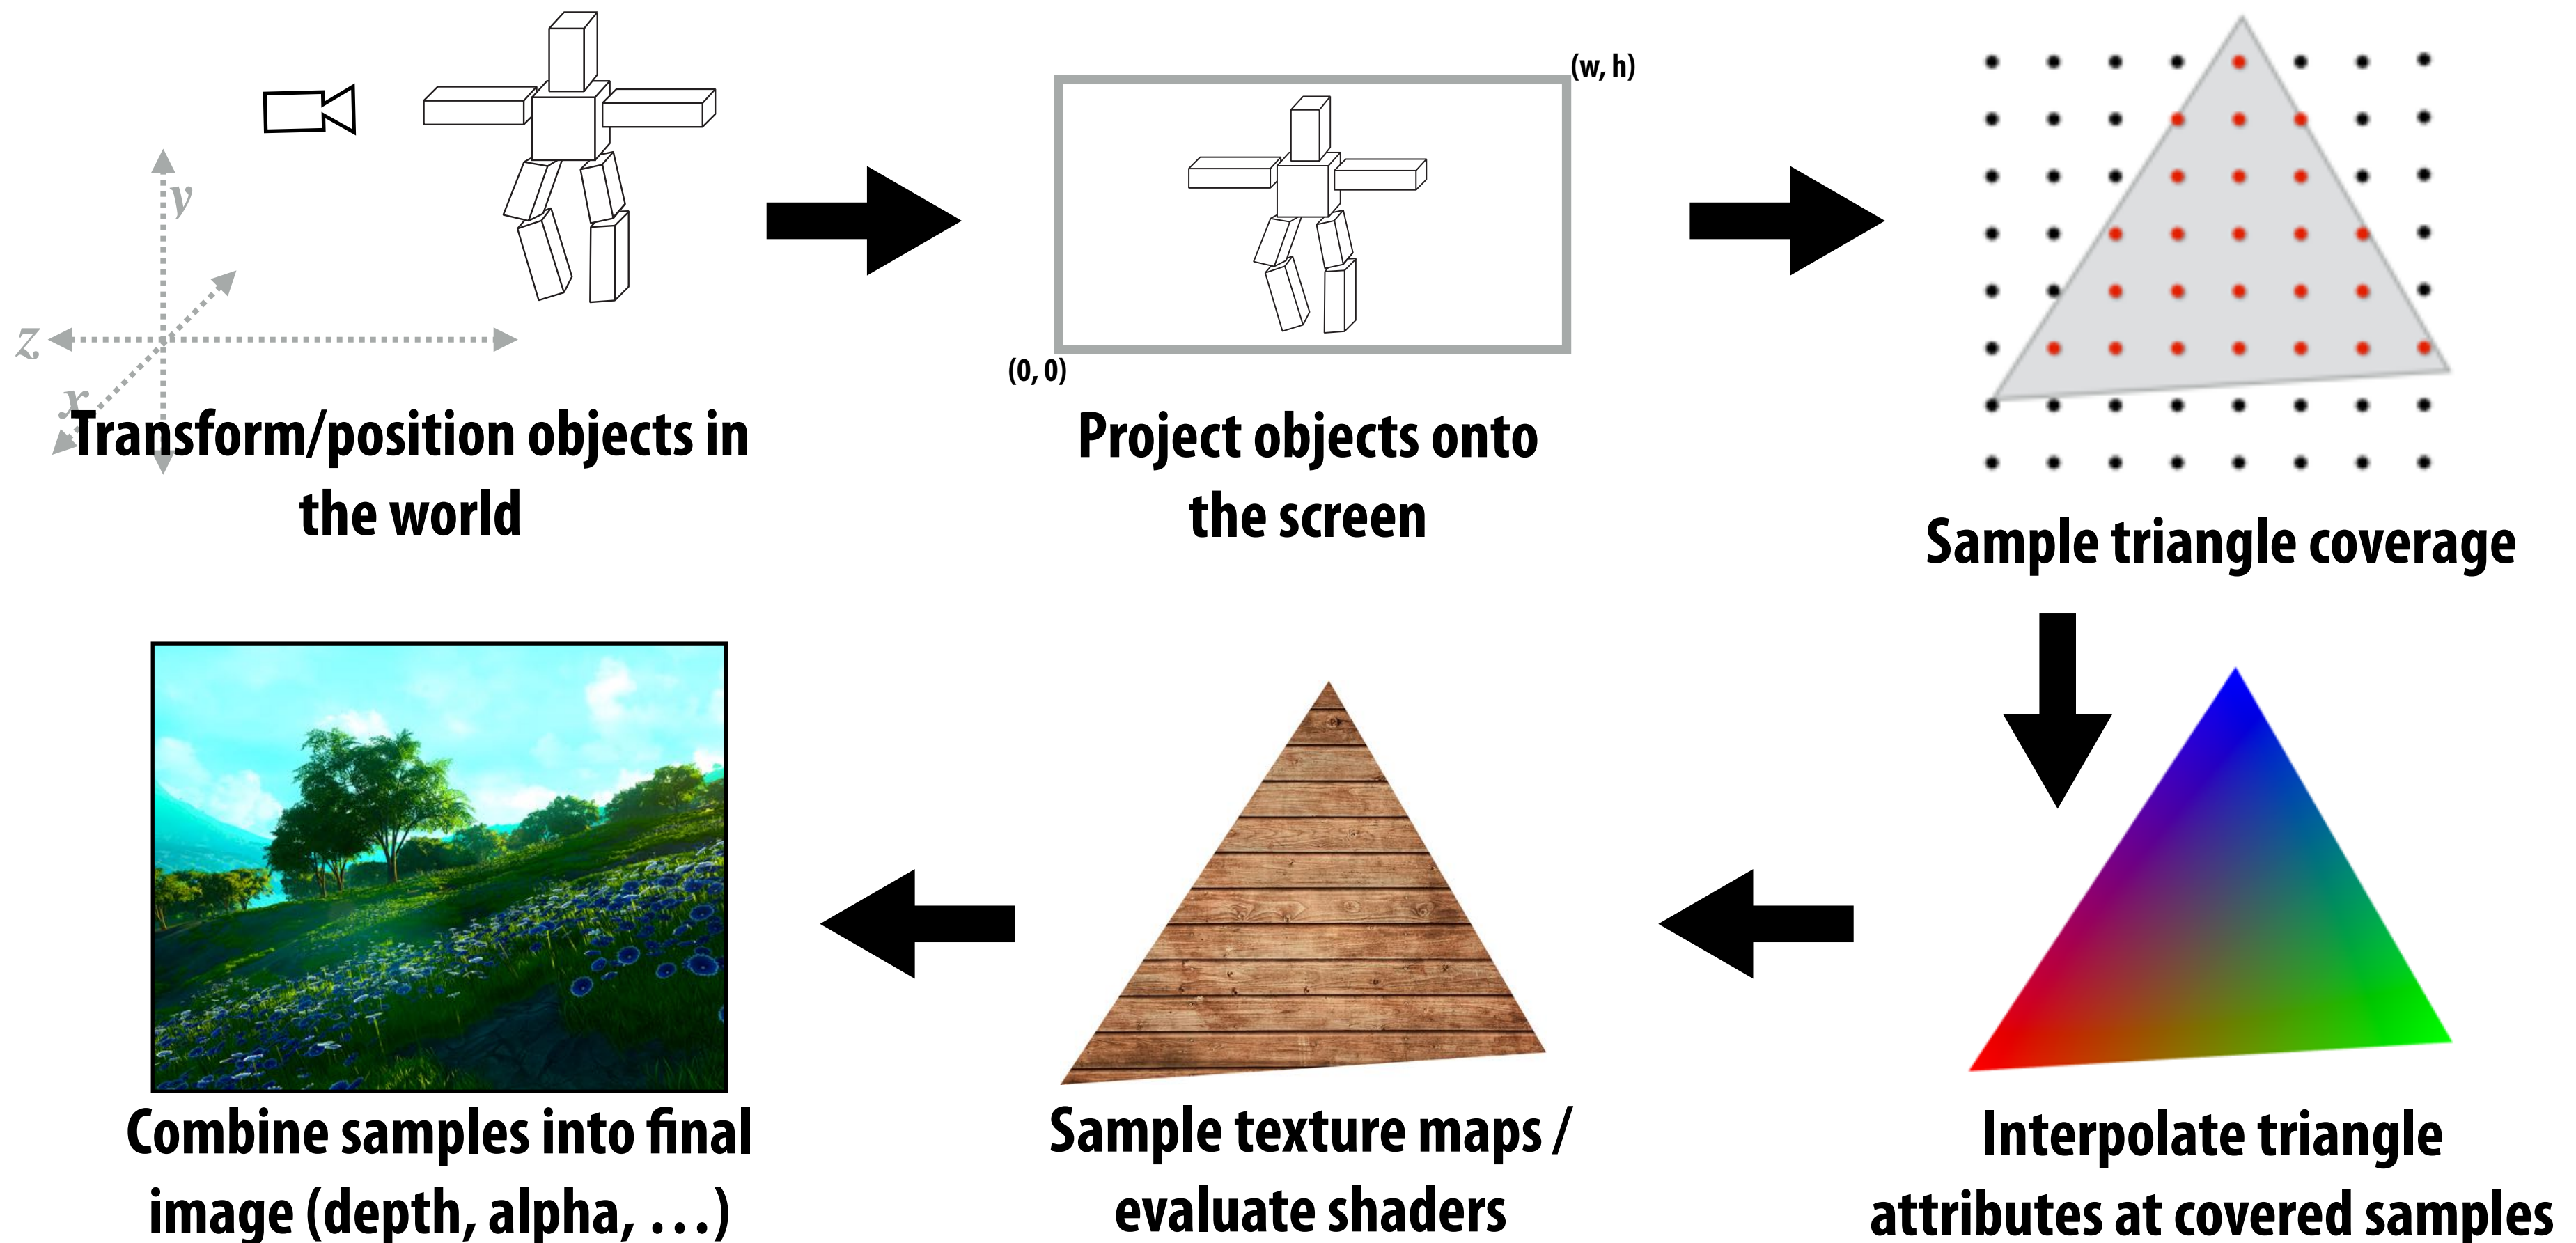 y
z
x
Transform/position objects in
the world
(w, h)
(0, 0)
Project objects onto
the screen
Sample triangle coverage
Interpolate triangle
attributes at covered samples
Sample texture maps /
evaluate shaders
Combine samples into final
image (depth, alpha, …)